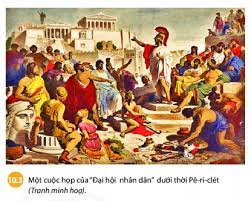 10.3 Một cuộc họp của "Đại hội nhân dân" dưới thời Pê-ri-clét
(Tranh minh hoạ).